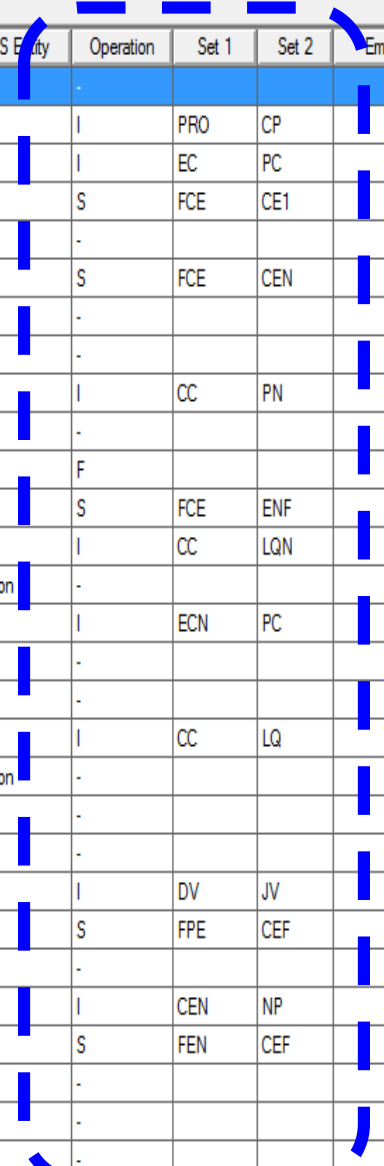 S Entity Operation Set 1 Set 2 Em
-
I PRO CP
I EC PC
S FCE CE1
-
S FCE CEN
-
-
I CC PN
-
F
S FCE ENF
I CC LQN
on -
I ECN PC
-
-
I CC LQ
on -
-
-
I DV JV
S FPE CEF
-
I CEN NP
S FEN CEF
-
-
-